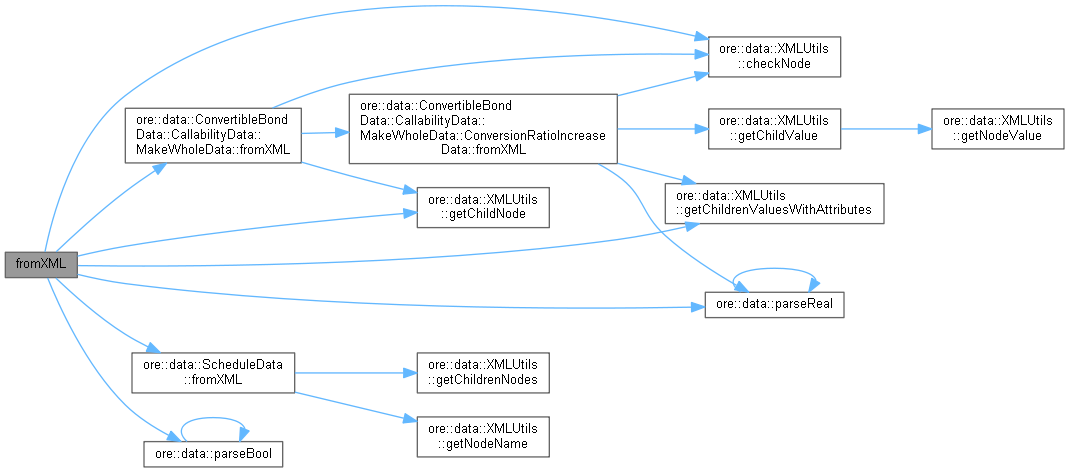 ore::data::XMLUtils
::checkNode
ore::data::ConvertibleBond
Data::CallabilityData::
MakeWholeData::fromXML
ore::data::ConvertibleBond
Data::CallabilityData::
MakeWholeData::ConversionRatioIncrease
Data::fromXML
ore::data::XMLUtils
::getChildValue
ore::data::XMLUtils
::getNodeValue
ore::data::XMLUtils
::getChildNode
ore::data::XMLUtils
::getChildrenValuesWithAttributes
fromXML
ore::data::parseReal
ore::data::ScheduleData
::fromXML
ore::data::XMLUtils
::getChildrenNodes
ore::data::XMLUtils
::getNodeName
ore::data::parseBool